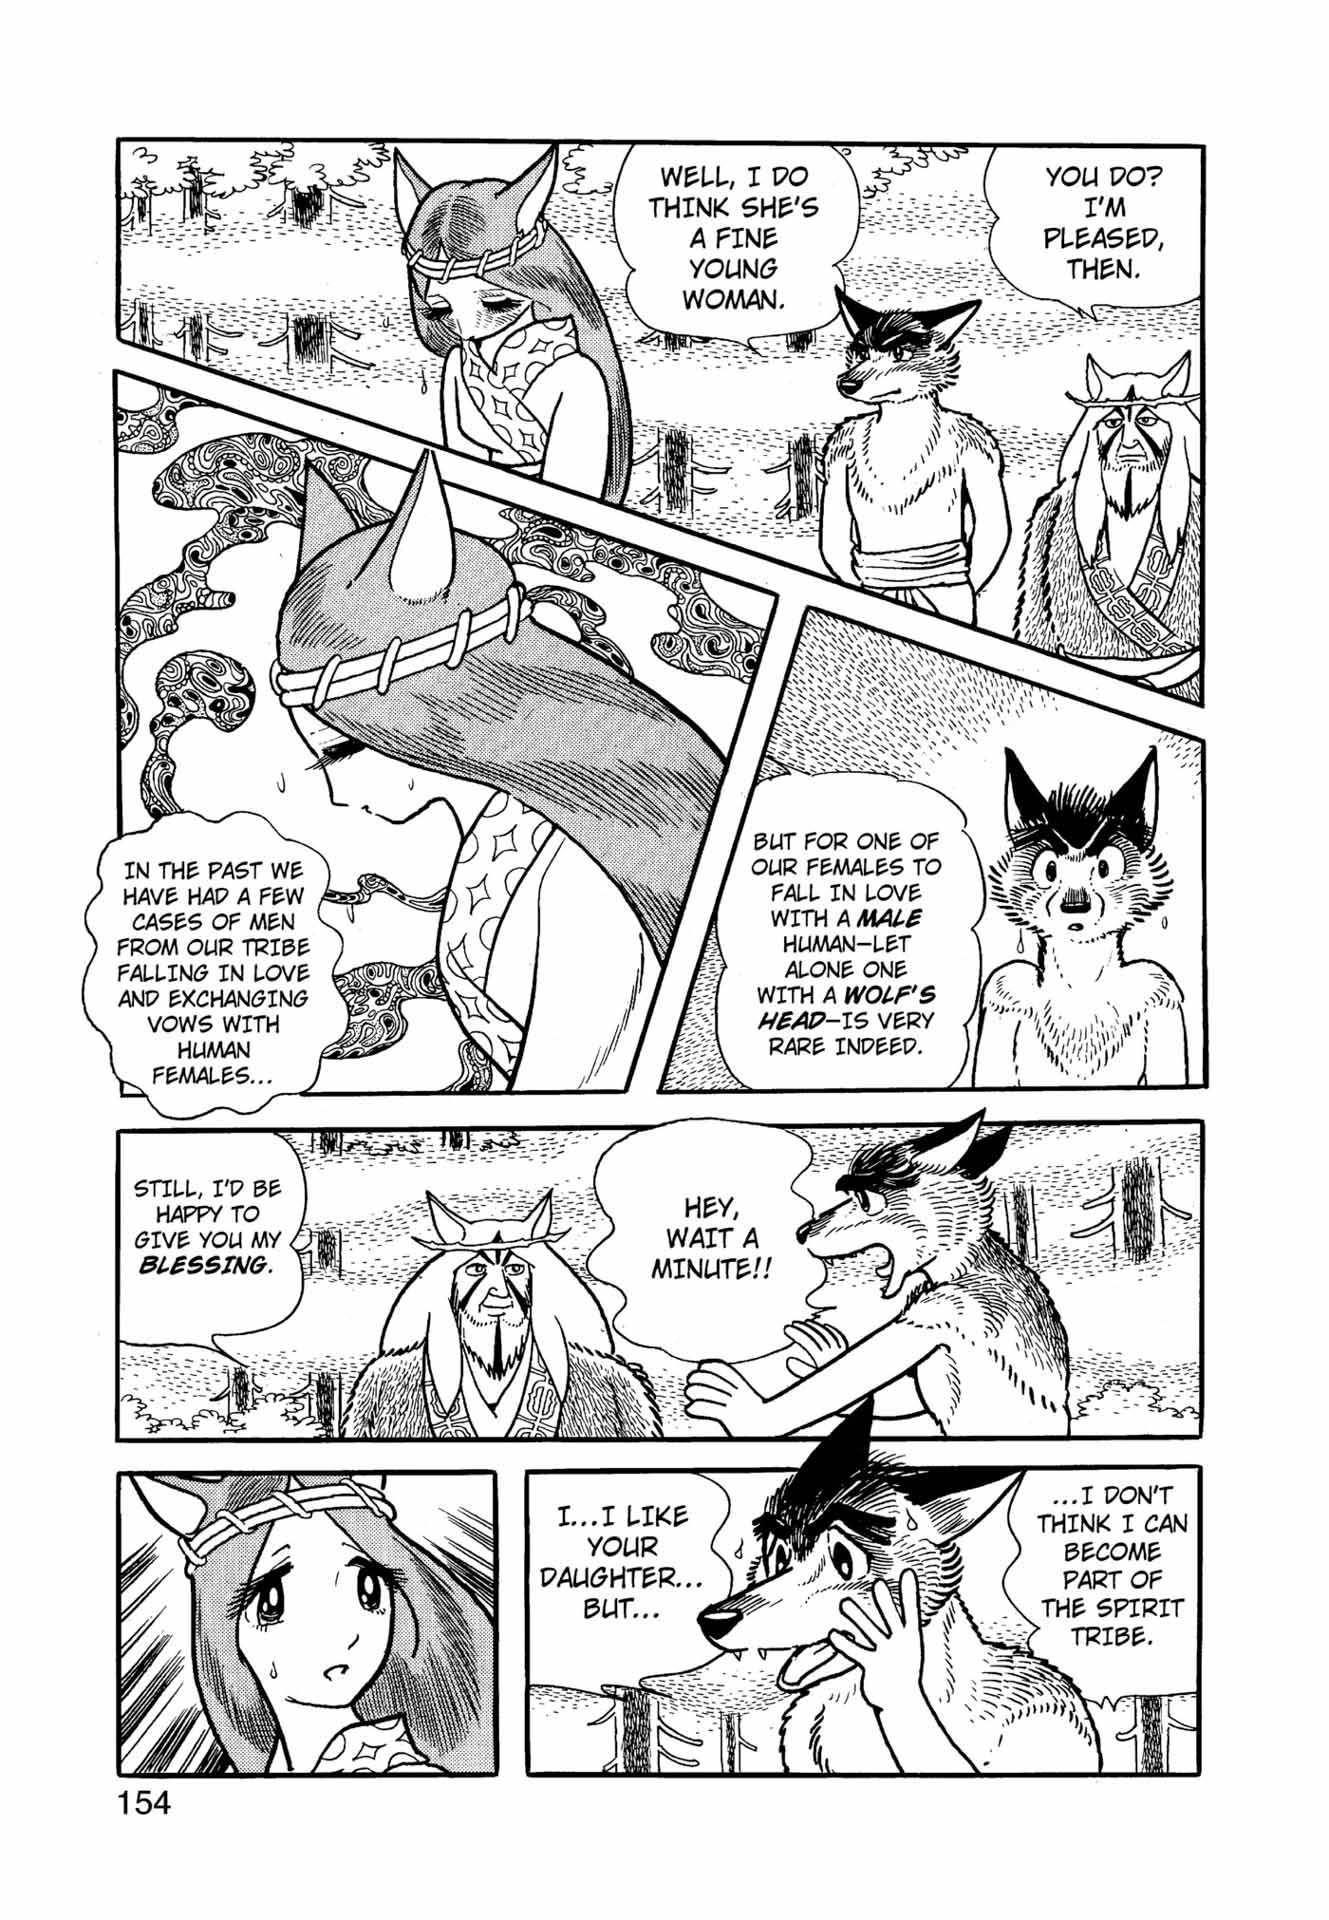 WELL, I DO
THINK SHE'S
A FINE
YOUNG
WOMAN.
YOU DO?
I'M
PLEASED,
THEN.
IN THE PAST WE
HAVE HAD A FEW
CASES OF MEN
FROM OUR TRIBE
FALLING IN LOVE
AND EXCHANGING
VOWS WITH
HUMAN
FEMALES...
BUT FOR ONE OF
OUR FEMALES TO
FALL IN LOVE
WITH A MALE
HUMAN—LET
ALONE ONE
WITH A WOLF'S
HEAD—IS VERY
RARE INDEED.
STILL, I'D BE
HAPPY TO
GIVE YOU MY
BLESSING.
HEY,
WAIT A
MINUTE!!
I...I LIKE
YOUR
DAUGHTER...
BUT...
...I DON'T
THINK I CAN
BECOME
PART OF
THE SPIRIT
TRIBE.
154